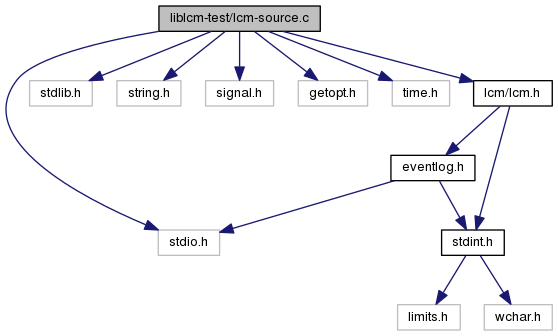 liblcm-test/lcm-source.c
stdlib.h
string.h
signal.h
getopt.h
time.h
lcm/lcm.h
eventlog.h
stdio.h
stdint.h
limits.h
wchar.h